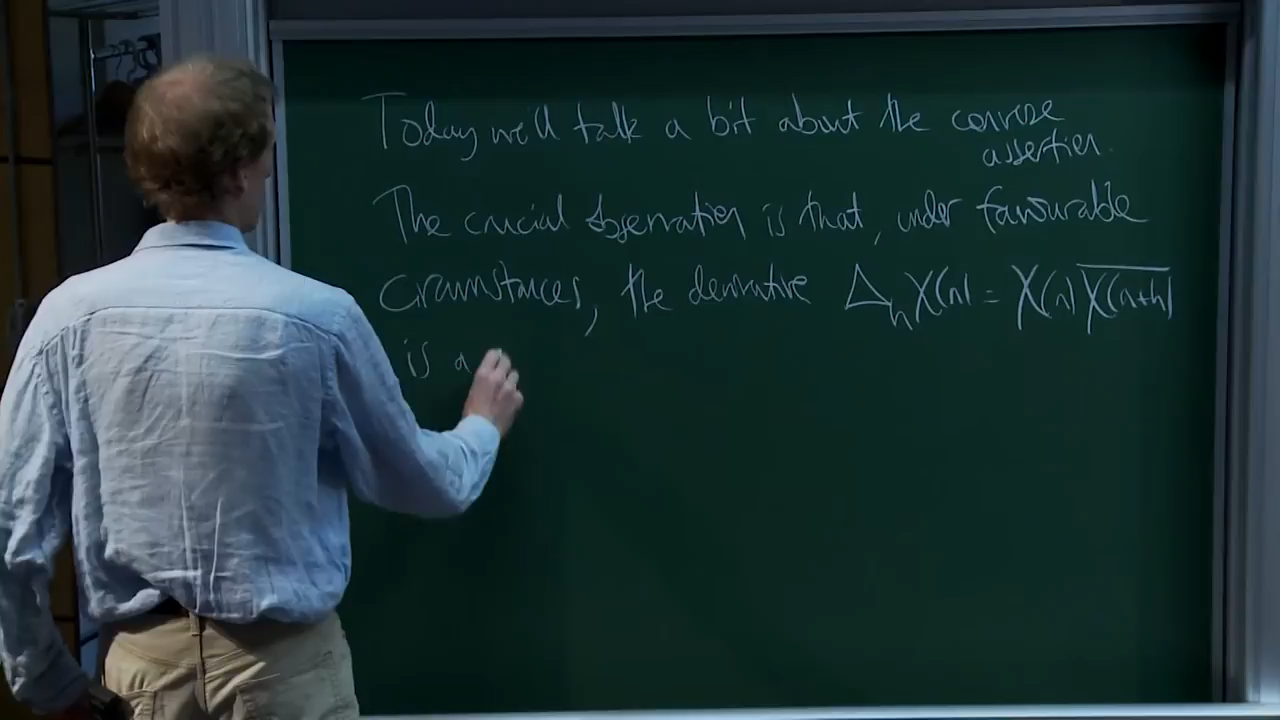 Today we'll talk a bit about the converse
assertion.
The crucial observation is that, under favourable
circumstances, the derivative Δₕ χ(n) = χ(n) \overline{χ(n+h)}
is a